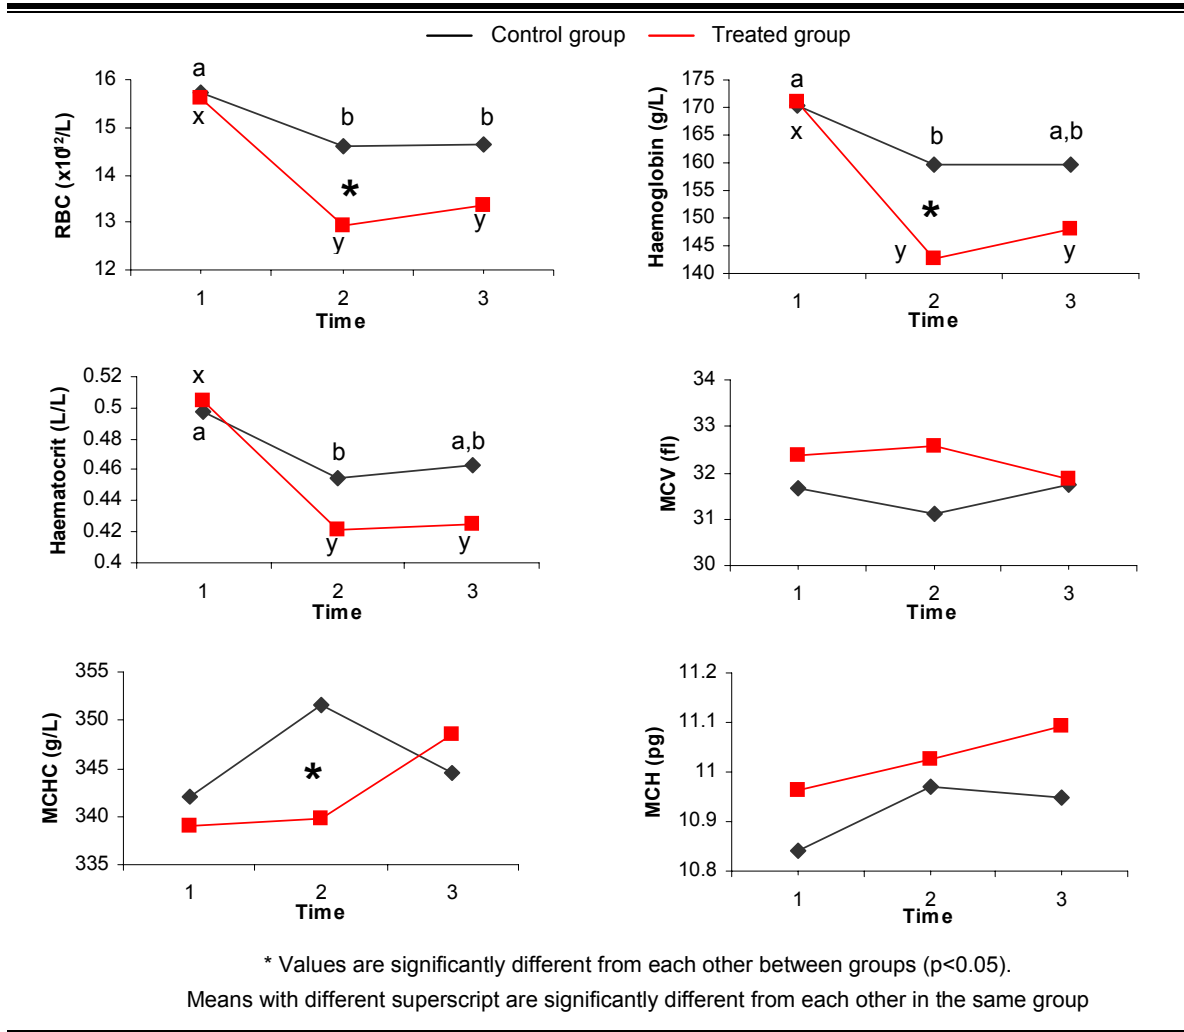 Control group Treated group
RBC (x10¹²/L)
16
15
14
13
12
a
x
b
b
*
y
y
1 2 3
Time
Haemoglobin (g/L)
175
170
165
160
155
150
145
140
a
x
b
a,b
*
y
y
1 2 3
Time
Haematocrit (L/L)
0.52
0.5
0.48
0.46
0.44
0.42
0.4
x
a
b
a,b
y
y
1 2 3
Time
MCV (fl)
34
33
32
31
30
1 2 3
Time
MCHC (g/L)
355
350
345
340
335
*
1 2 3
Time
MCH (pg)
11.2
11.1
11
10.9
10.8
1 2 3
Time
* Values are significantly different from each other between groups (p<0.05).
Means with different superscript are significantly different from each other in the same group